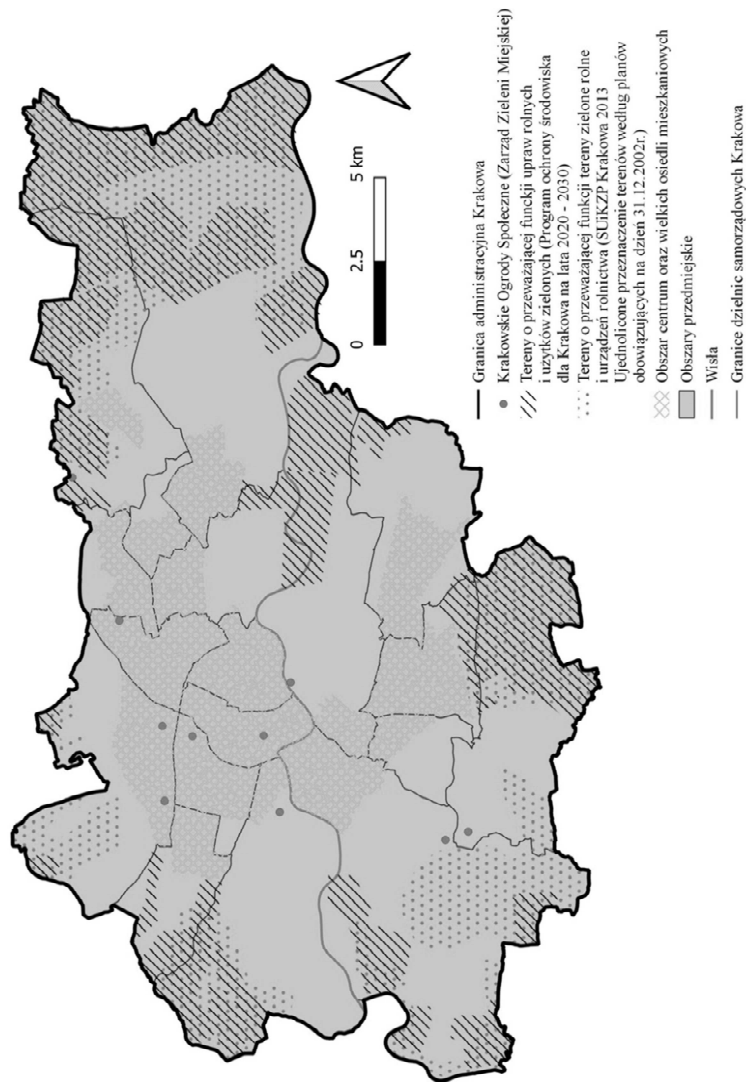 0
2.5
5 km
Granica administracyjna Krakowa
Krakowskie Ogrody Społeczne (Zarząd Zieleni Miejskiej)
Tereny o przeważającej funckji upraw rolnych
i użytków zielonych (Program ochrony środowiska
dla Krakowa na lata 2020 - 2030)
Tereny o przeważającej funkcji tereny zielone rolne
i urządzeń rolnictwa (SUiKZP Krakowa 2013
Ujednolicone przeznaczenie terenów według planów
obowiązujących na dzień 31.12.2002r.)
Obszar centrum oraz wielkich osiedli mieszkaniowych
Obszary przedmiejskie
Wisła
Granice dzielnic samorządowych Krakowa